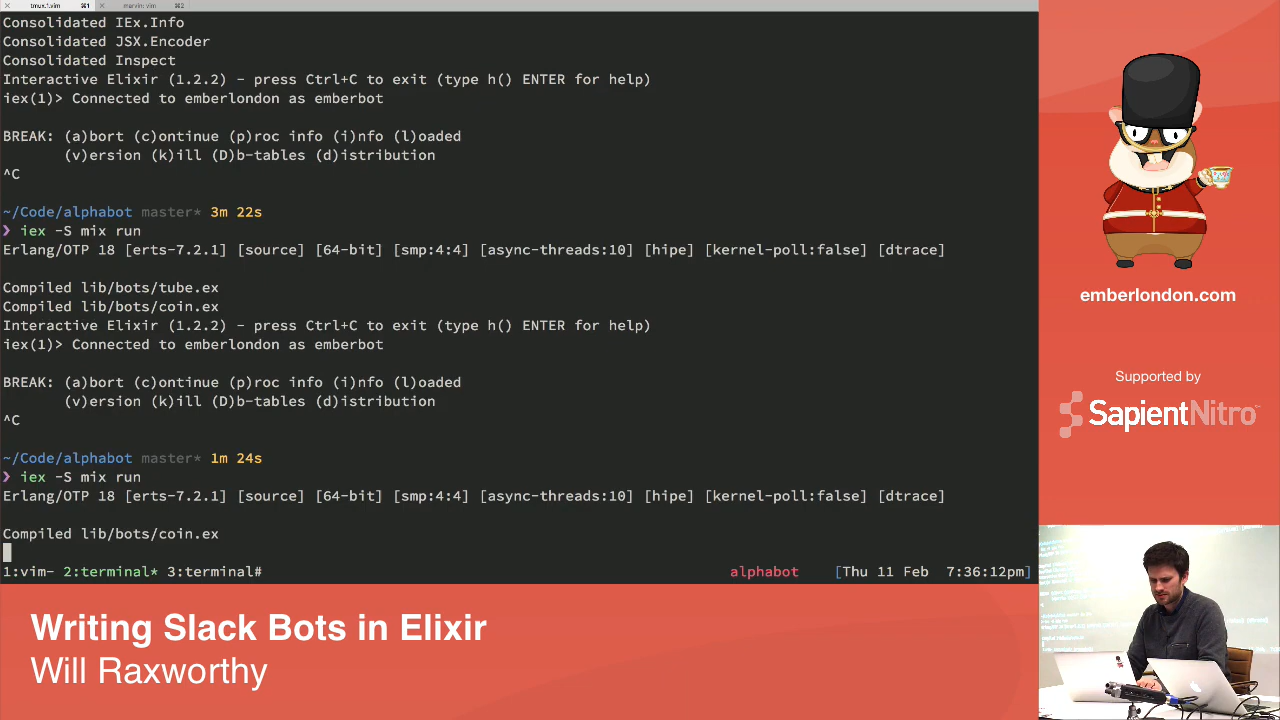 tmux1:vim ⌘1 marvin: vim ⌘2
Consolidated IEx.Info
Consolidated JSX.Encoder
Consolidated Inspect
Interactive Elixir (1.2.2) - press Ctrl+C to exit (type h() ENTER for help)
iex(1)> Connected to emberlondon as emberbot
BREAK: (a)bort (c)ontinue (p)roc info (i)nfo (l)oaded
(v)ersion (k)ill (D)b-tables (d)istribution
^C
~/Code/alphabot master* 3m 22s
❯ iex -S mix run
Erlang/OTP 18 [erts-7.2.1] [source] [64-bit] [smp:4:4] [async-threads:10] [hipe] [kernel-poll:false] [dtrace]
Compiled lib/bots/tube.ex
Compiled lib/bots/coin.ex
Interactive Elixir (1.2.2) - press Ctrl+C to exit (type h() ENTER for help)
iex(1)> Connected to emberlondon as emberbot
BREAK: (a)bort (c)ontinue (p)roc info (i)nfo (l)oaded
(v)ersion (k)ill (D)b-tables (d)istribution
^C
~/Code/alphabot master* 1m 24s
❯ iex -S mix run
Erlang/OTP 18 [erts-7.2.1] [source] [64-bit] [smp:4:4] [async-threads:10] [hipe] [kernel-poll:false] [dtrace]
Compiled lib/bots/coin.ex
1:vim- 2:terminal* 3:terminal# alphabot [Thu 11 Feb 7:36:12pm]
emberlondon.com
Supported by
SapientNitro
Writing Slack Bots in Elixir
Will Raxworthy